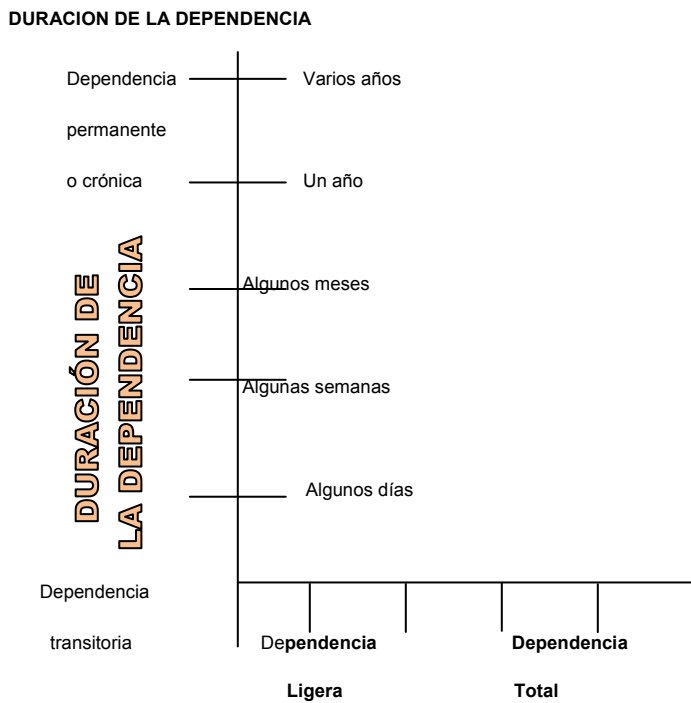 DURACION DE LA DEPENDENCIA
Dependencia
Varios años
permanente
o crónica
Un año
Algunos meses
DURACIÓN DE
LA DEPENDENCIA
Algunas semanas
Algunos días
Dependencia
transitoria
Dependencia
Dependencia
Ligera
Total